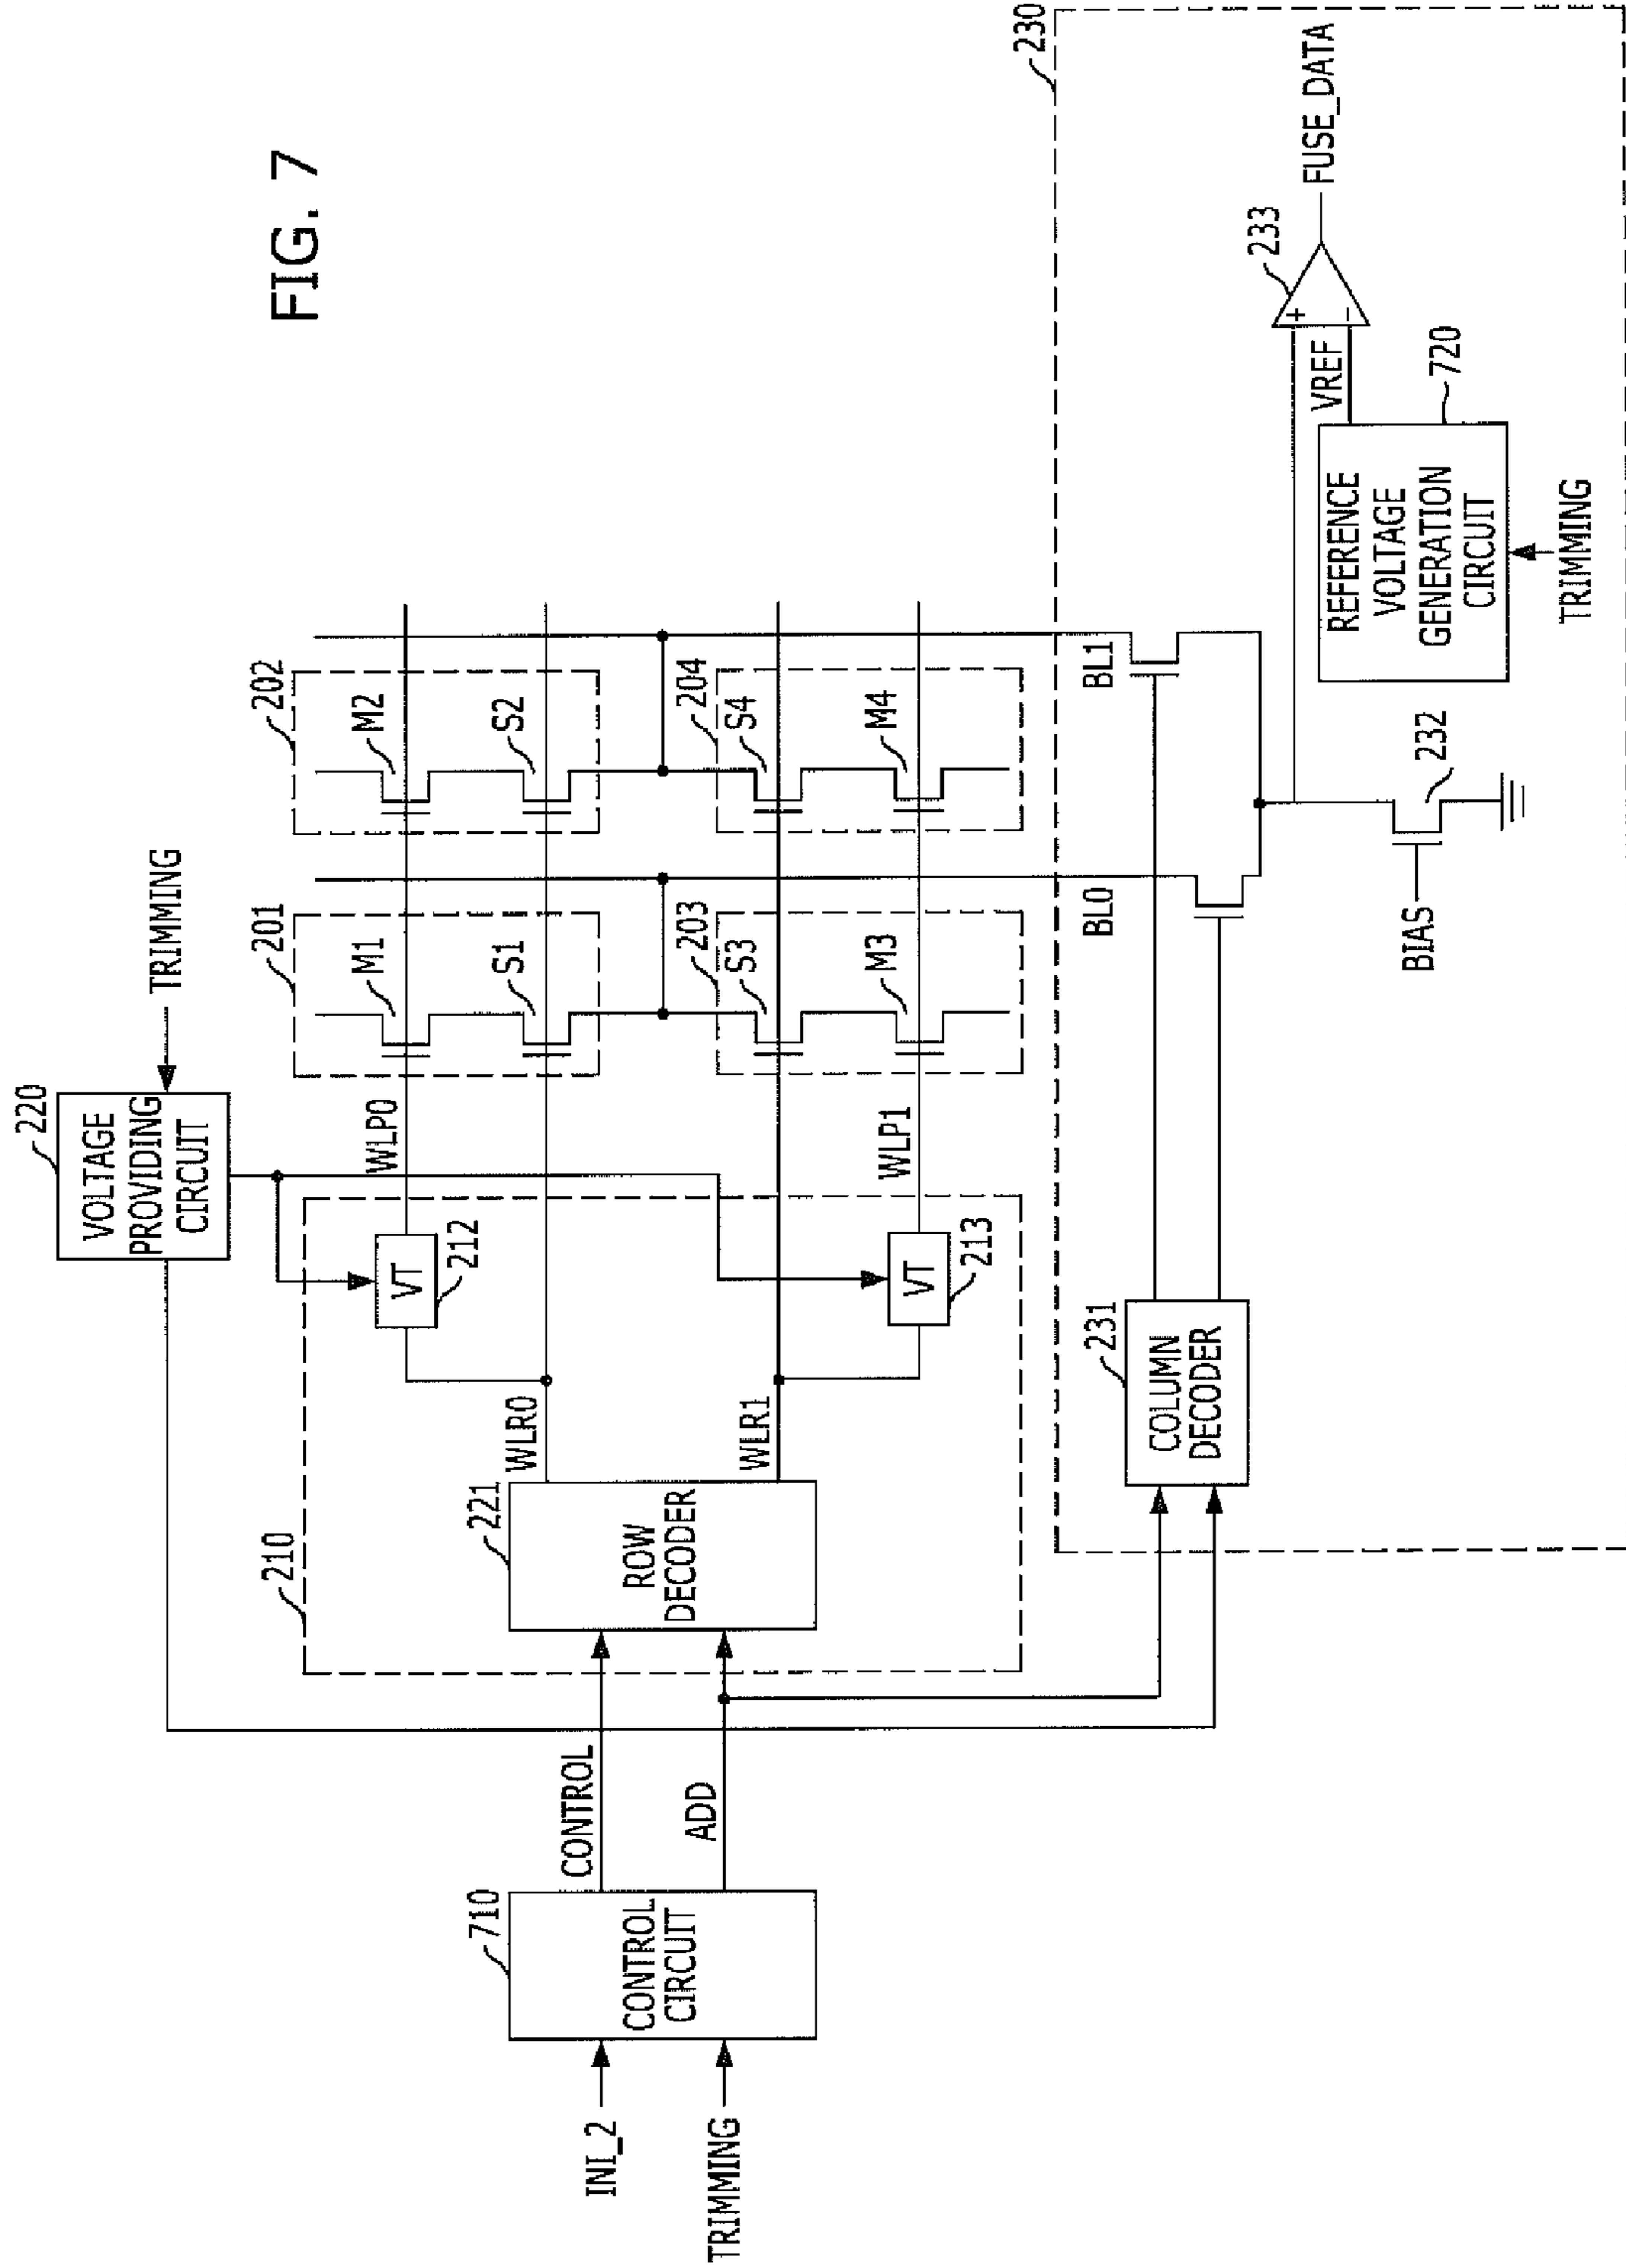 FIG. 7
220
VOLTAGE
PROVIDING
CIRCUIT
TRIMMING
210
VT
212
WLP0
201
M1
S1
202
M2
S2
INI_2
TRIMMING
710
CONTROL
CIRCUIT
CONTROL
ADD
221
ROW
DECODER
WLR0
WLR1
VT
213
WLP1
203
S3
M3
204
S4
M4
230
231
COLUMN
DECODER
BL0
BL1
BIAS
232
REFERENCE
VOLTAGE
GENERATION
CIRCUIT
720
TRIMMING
VREF
+
−
233
FUSE_DATA